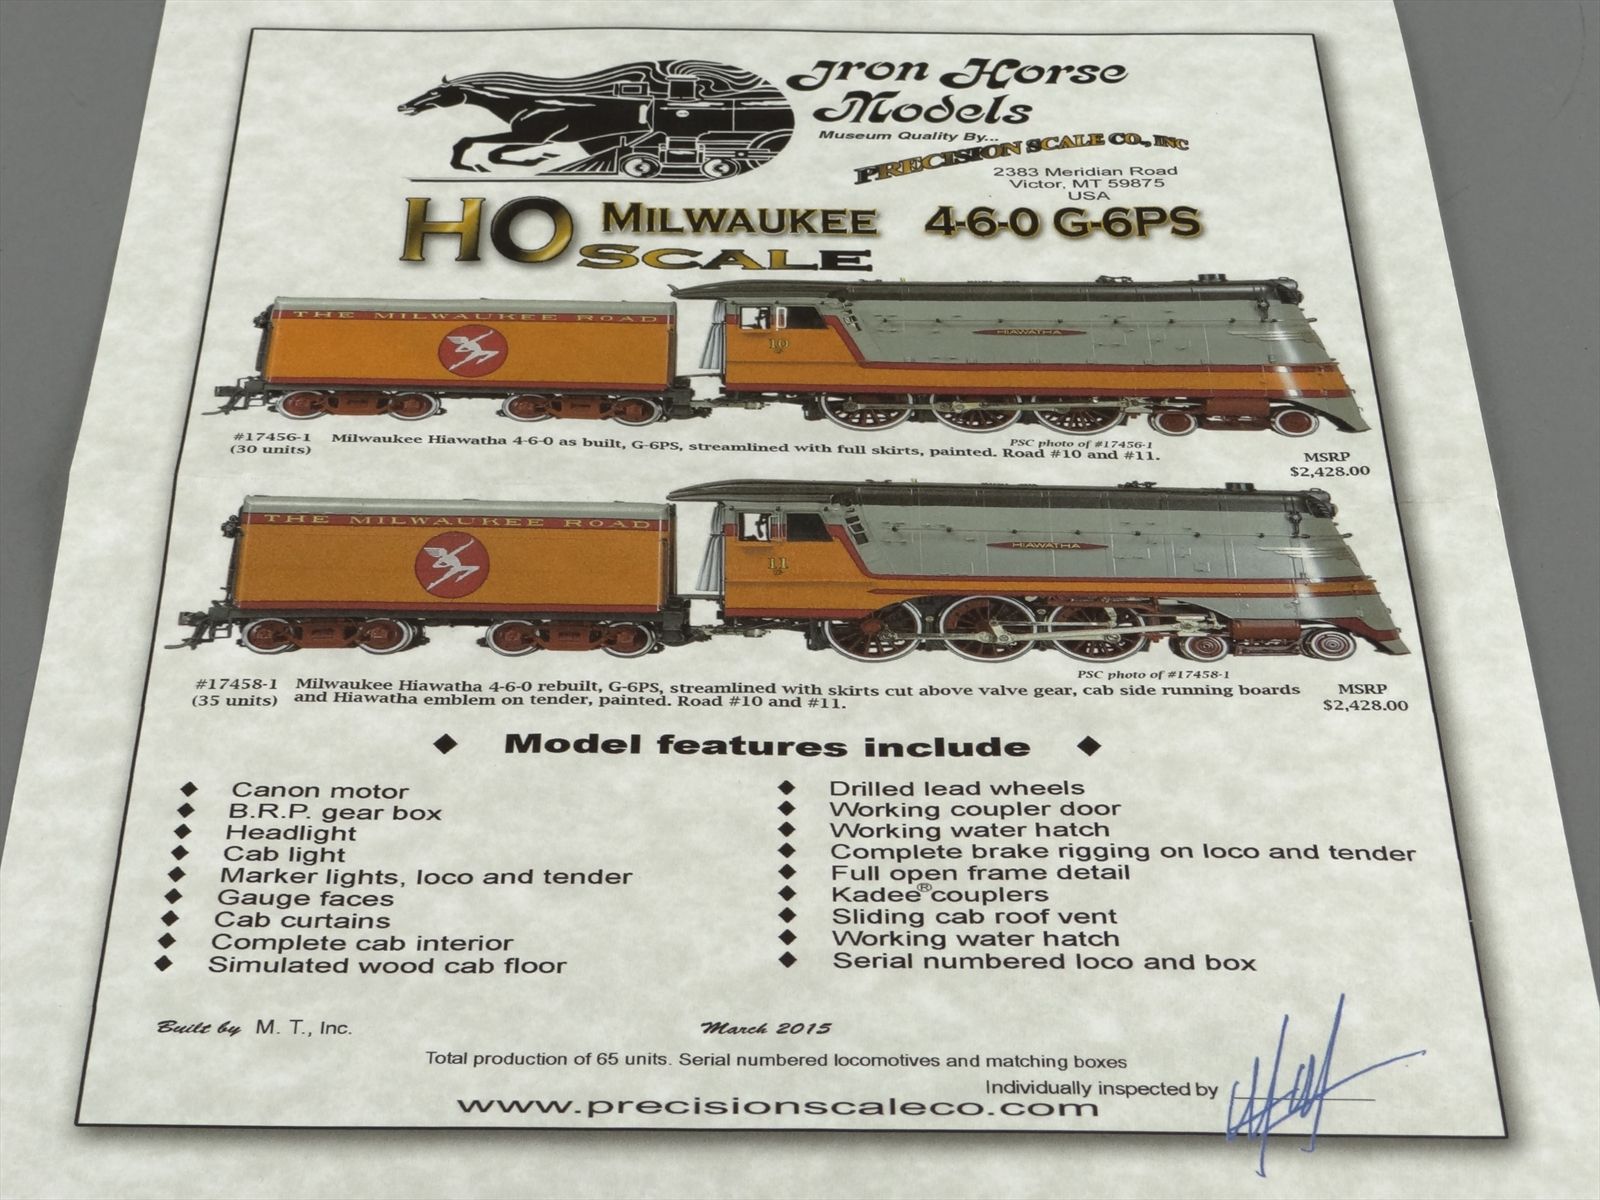 Iron Horse
Models
Museum Quality By...
PRECISION SCALE CO., INC
2383 Meridian Road
Victor, MT 59875
USA
HO MILWAUKEE 4-6-0 G-6PS
SCALE
THE MILWAUKEE ROAD
HIAWATHA
10
#17456-1 Milwaukee Hiawatha 4-6-0 as built, G-6PS, streamlined with full skirts, painted. Road #10 and #11.
(30 units)
PSC photo of #17456-1
MSRP
$2,428.00
THE MILWAUKEE ROAD
HIAWATHA
11
PSC photo of #17458-1
#17458-1 Milwaukee Hiawatha 4-6-0 rebuilt, G-6PS, streamlined with skirts cut above valve gear, cab side running boards
(35 units) and Hiawatha emblem on tender, painted. Road #10 and #11.
MSRP
$2,428.00
◆ Model features include ◆
◆ Canon motor
◆ B.R.P. gear box
◆ Headlight
◆ Cab light
◆ Marker lights, loco and tender
◆ Gauge faces
◆ Cab curtains
◆ Complete cab interior
◆ Simulated wood cab floor
◆ Drilled lead wheels
◆ Working coupler door
◆ Working water hatch
◆ Complete brake rigging on loco and tender
◆ Full open frame detail
◆ Kadee® couplers
◆ Sliding cab roof vent
◆ Working water hatch
◆ Serial numbered loco and box
Built by M. T., Inc.
March 2015
Total production of 65 units. Serial numbered locomotives and matching boxes
Individually inspected by
www.precisionscaleco.com